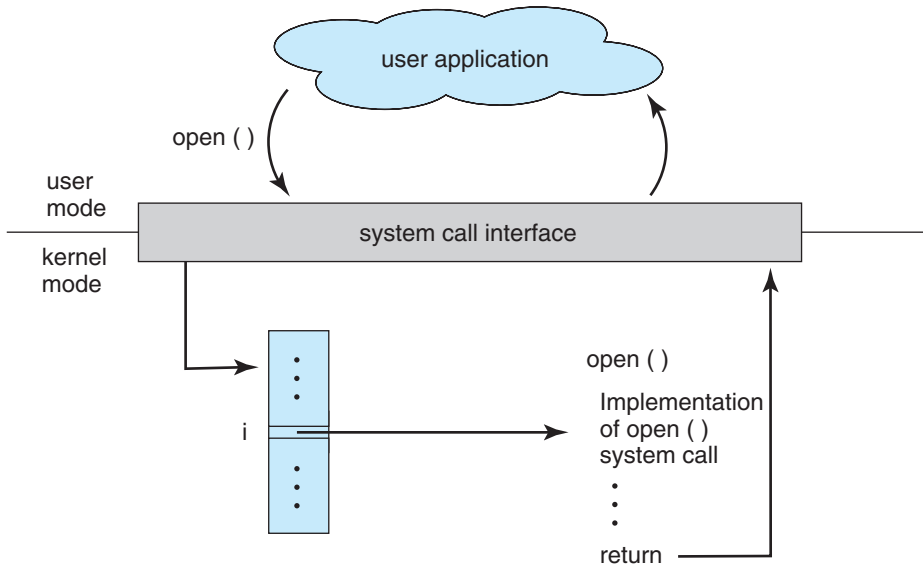 user application
open ( )
user
mode
system call interface
kernel
mode
open ( )
i
Implementation
of open ( )
system call
return